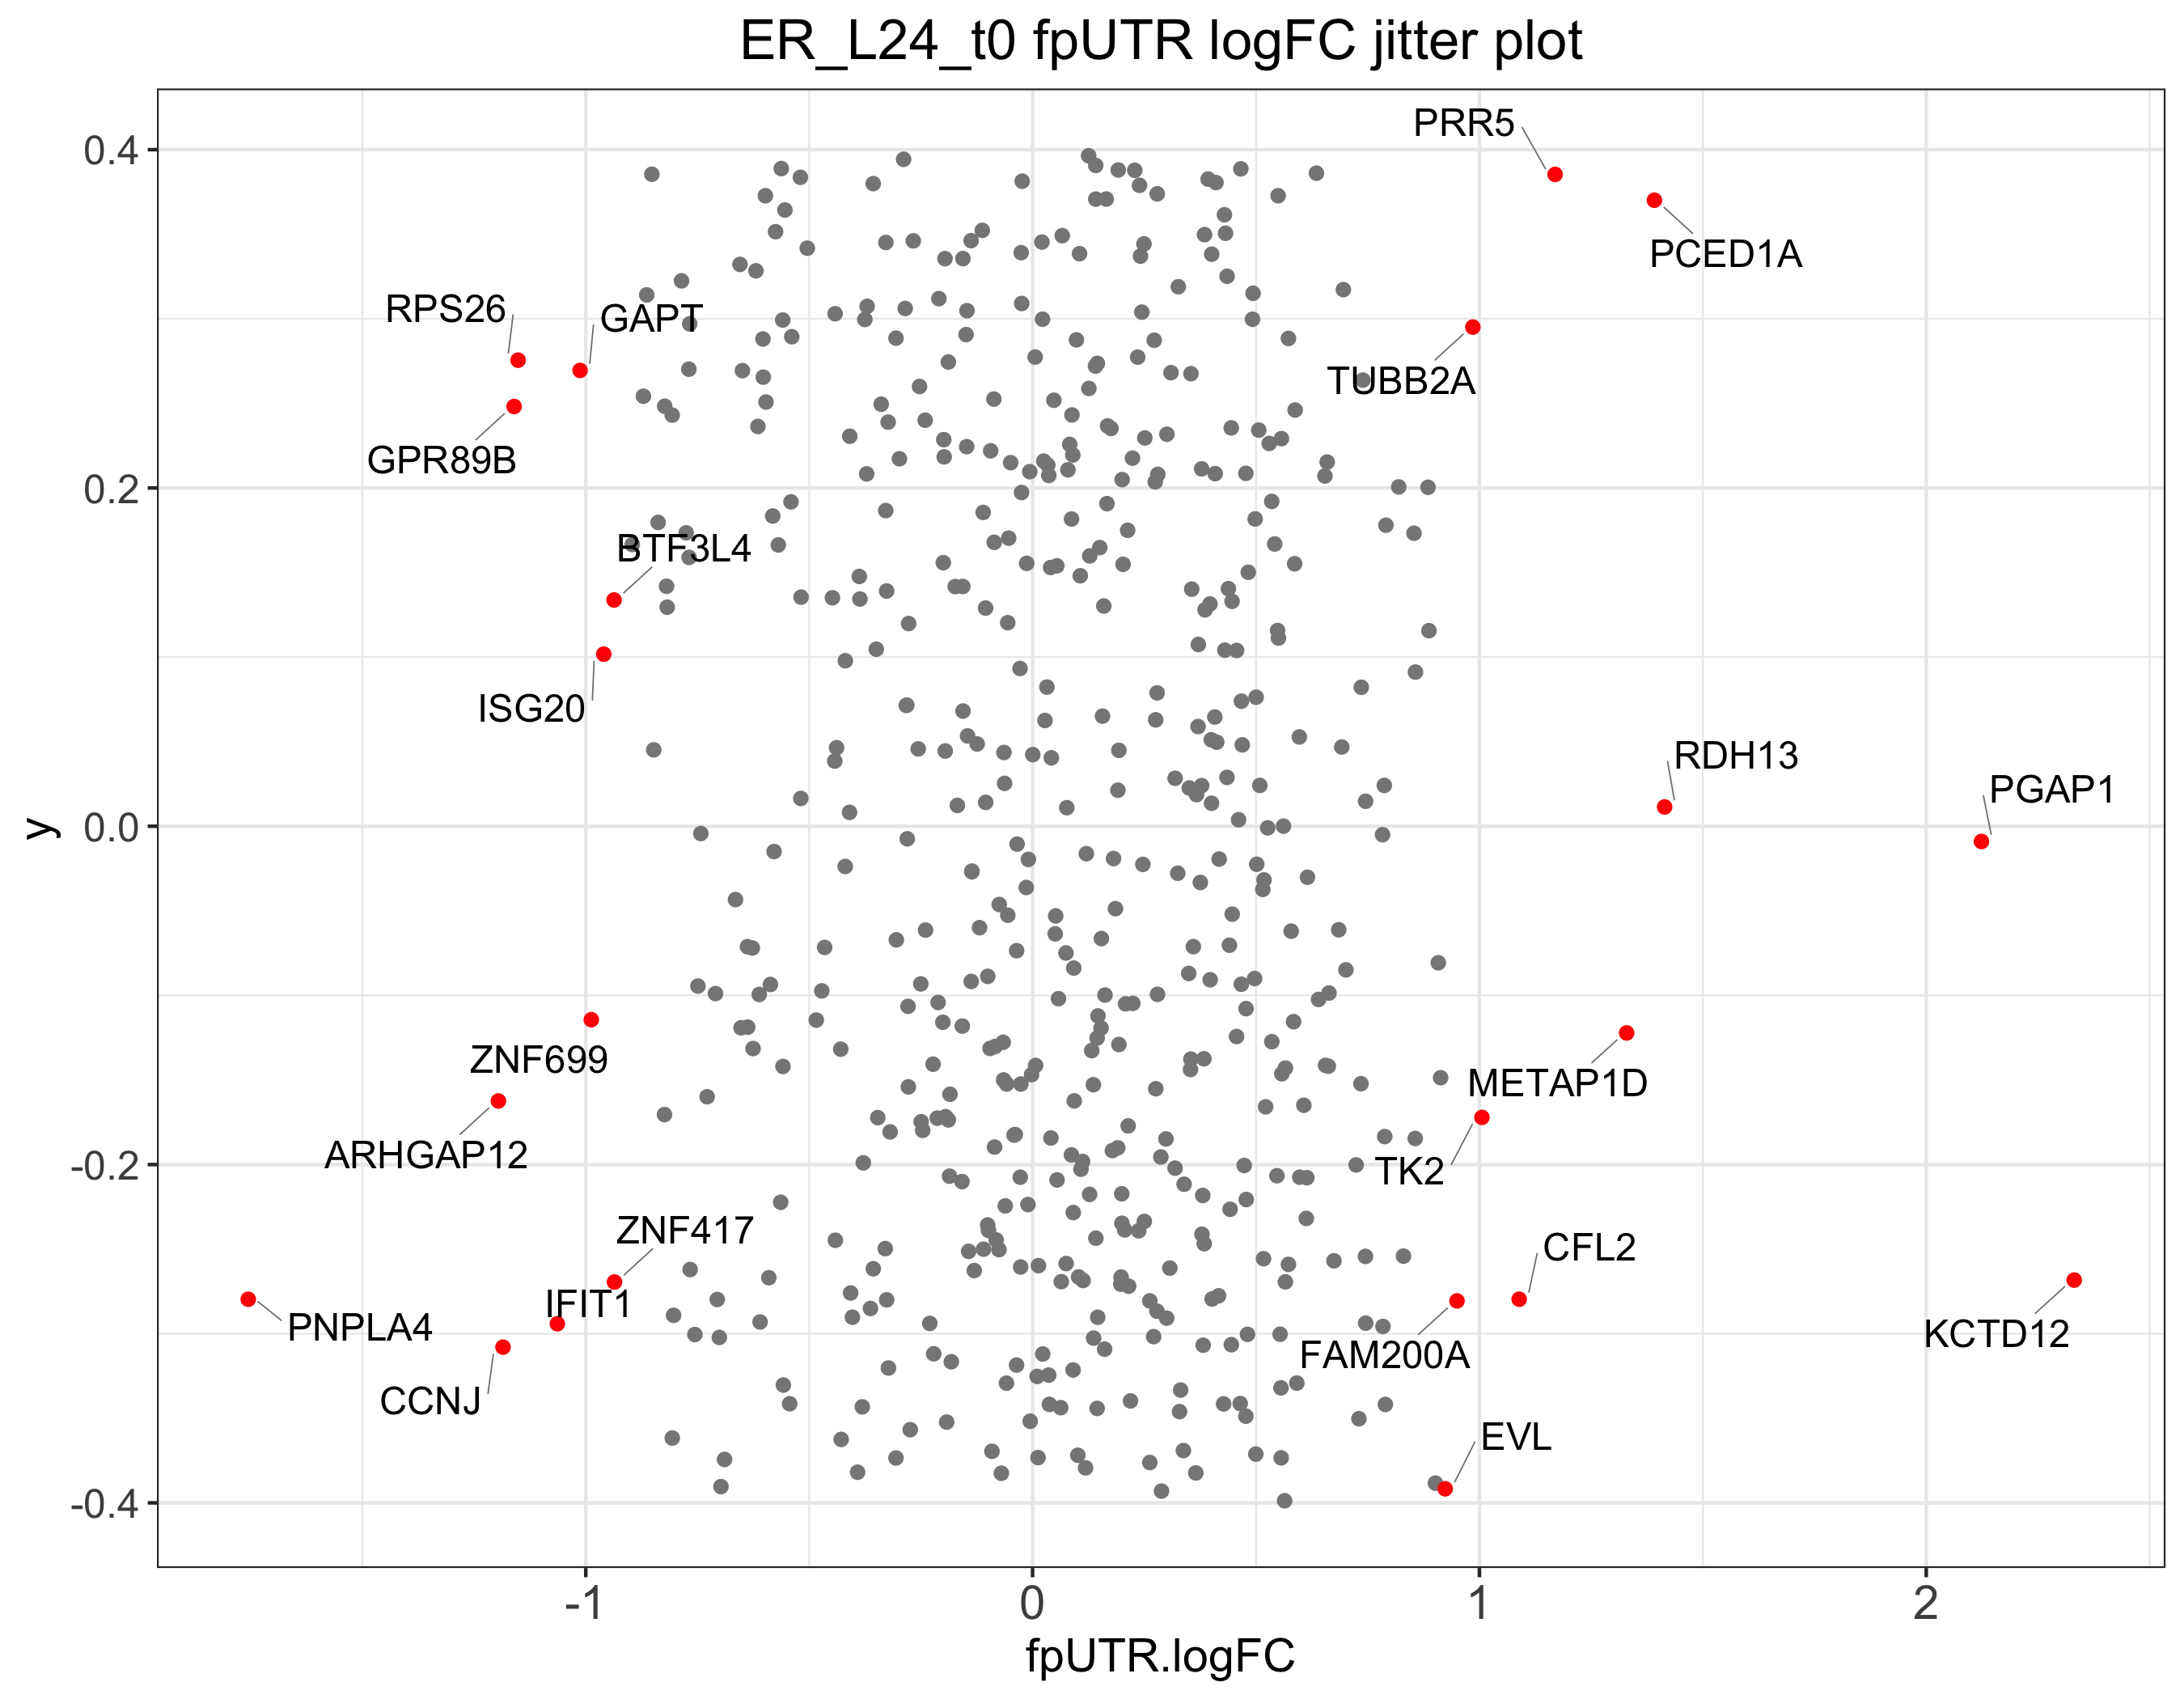 ER_L24_t0 fpUTR logFC jitter plot
PRR5
0.4
PCED1A
RPS26
GAPT
TUBB2A
GPR89B
0.2
BTF3L4
ISG20
RDH13
PGAP1
y
0.0
ZNF699
METAP1D
ARHGAP12
-0.2
TK2
ZNF417
CFL2
IFIT1
PNPLA4
KCTD12
FAM200A
CCNJ
EVL
-0.4
-1
0
1
2
fpUTR.logFC